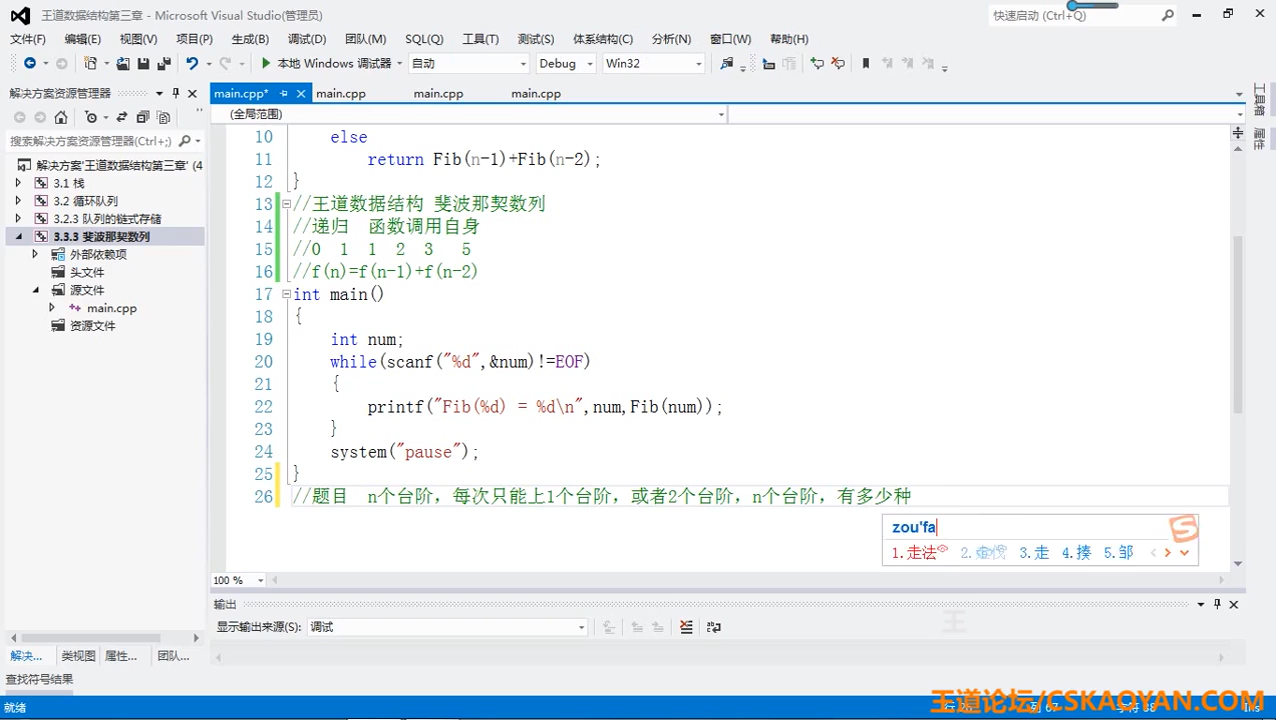 王道数据结构第三章 - Microsoft Visual Studio(管理员)
快速启动 (Ctrl+Q)
文件(F) 编辑(E) 视图(V) 项目(P) 生成(B) 调试(D) 团队(M) SQL(Q) 工具(T) 测试(S) 体系结构(C) 分析(N) 窗口(W) 帮助(H)
本地 Windows 调试器 自动 Debug Win32
解决方案资源管理器
main.cpp* main.cpp main.cpp main.cpp
(全局范围)
搜索解决方案资源管理器(Ctrl+;)
解决方案'王道数据结构第三章' (4
3.1 栈
3.2 循环队列
3.2.3 队列的链式存储
3.3.3 斐波那契数列
外部依赖项
头文件
源文件
main.cpp
资源文件
10 else
11 return Fib(n-1)+Fib(n-2);
12 }
13 //王道数据结构 斐波那契数列
14 //递归 函数调用自身
15 //0 1 1 2 3 5
16 //f(n)=f(n-1)+f(n-2)
17 int main()
18 {
19 int num;
20 while(scanf("%d",&num)!=EOF)
21 {
22 printf("Fib(%d) = %d\n",num,Fib(num));
23 }
24 system("pause");
25 }
26 //题目 n个台阶，每次只能上1个台阶，或者2个台阶，n个台阶，有多少种
zou'fa
1.走法 2. 3.走 4.揍 5.邹
100 %
输出
显示输出来源(S): 调试
王
解决... 类视图 属性... 团队...
工具箱
属性
查找符号结果
就绪
王道论坛/CSKAOYAN.COM
Ins